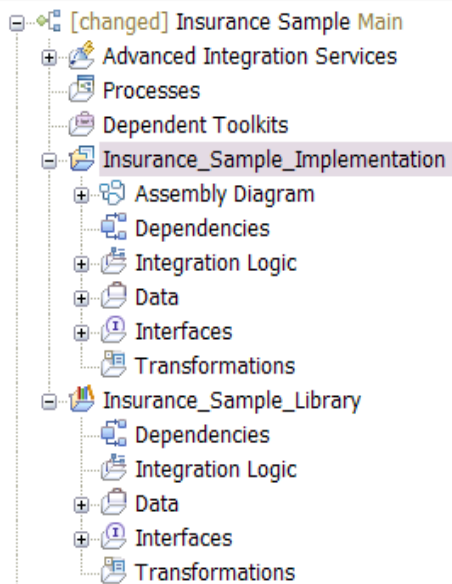 [changed] Insurance Sample Main
Advanced Integration Services
Processes
Dependent Toolkits
Insurance_Sample_Implementation
Assembly Diagram
Dependencies
Integration Logic
Data
Interfaces
Transformations
Insurance_Sample_Library
Dependencies
Integration Logic
Data
Interfaces
Transformations